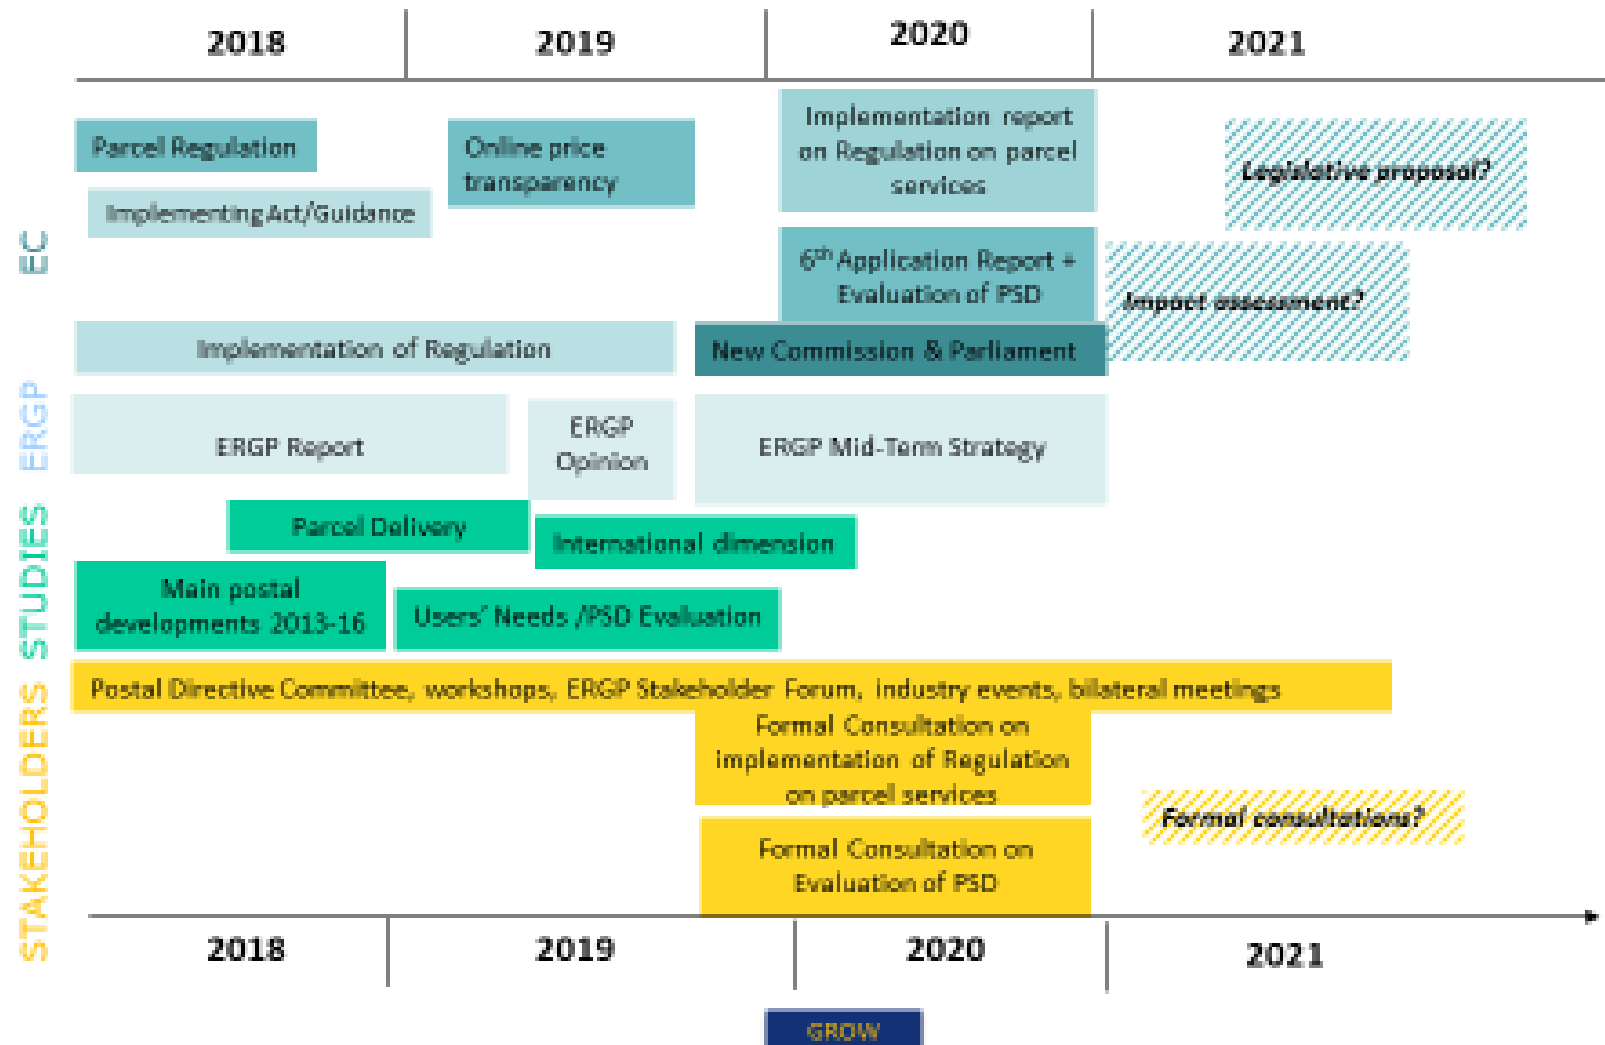 2018
2019
2020
2021
EC
Parcel Regulation
Implementing Act/Guidance
Online price
transparency
Implementation report
on Regulation on parcel
services
Legislative proposal?
6th Application Report +
Evaluation of PSD
Impact assessment?
Implementation of Regulation
New Commission & Parliament
ERGP
ERGP Report
ERGP
Opinion
ERGP Mid-Term Strategy
STUDIES
Parcel Delivery
International dimension
Main postal
developments 2013-16
Users' Needs /PSD Evaluation
STAKEHOLDERS
Postal Directive Committee, workshops, ERGP Stakeholder Forum, industry events, bilateral meetings
Formal Consultation on
implementation of Regulation
on parcel services
Formal consultations?
Formal Consultation on
Evaluation of PSD
2018
2019
2020
2021
GROW